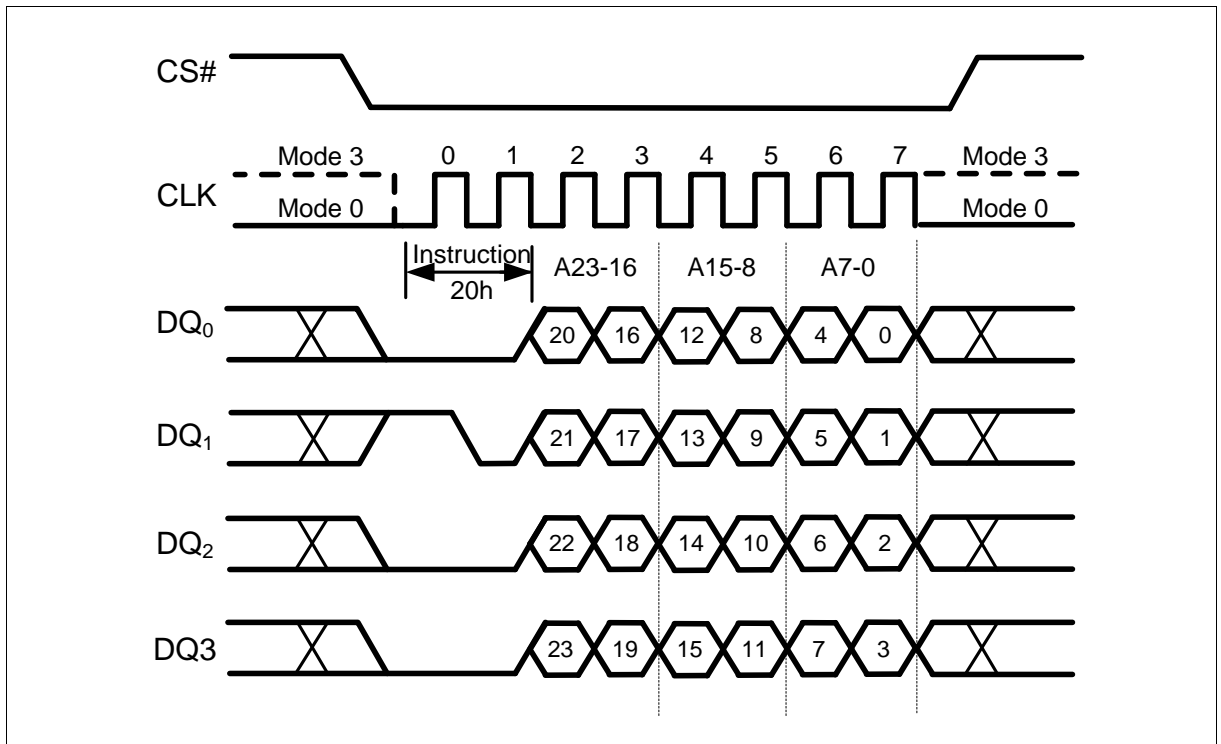 CS#
Mode 3 0 1 2 3 4 5 6 7 Mode 3
CLK
Mode 0 Mode 0
Instruction A23-16 A15-8 A7-0
20h
DQ0 20 16 12 8 4 0
DQ1 21 17 13 9 5 1
DQ2 22 18 14 10 6 2
DQ3 23 19 15 11 7 3